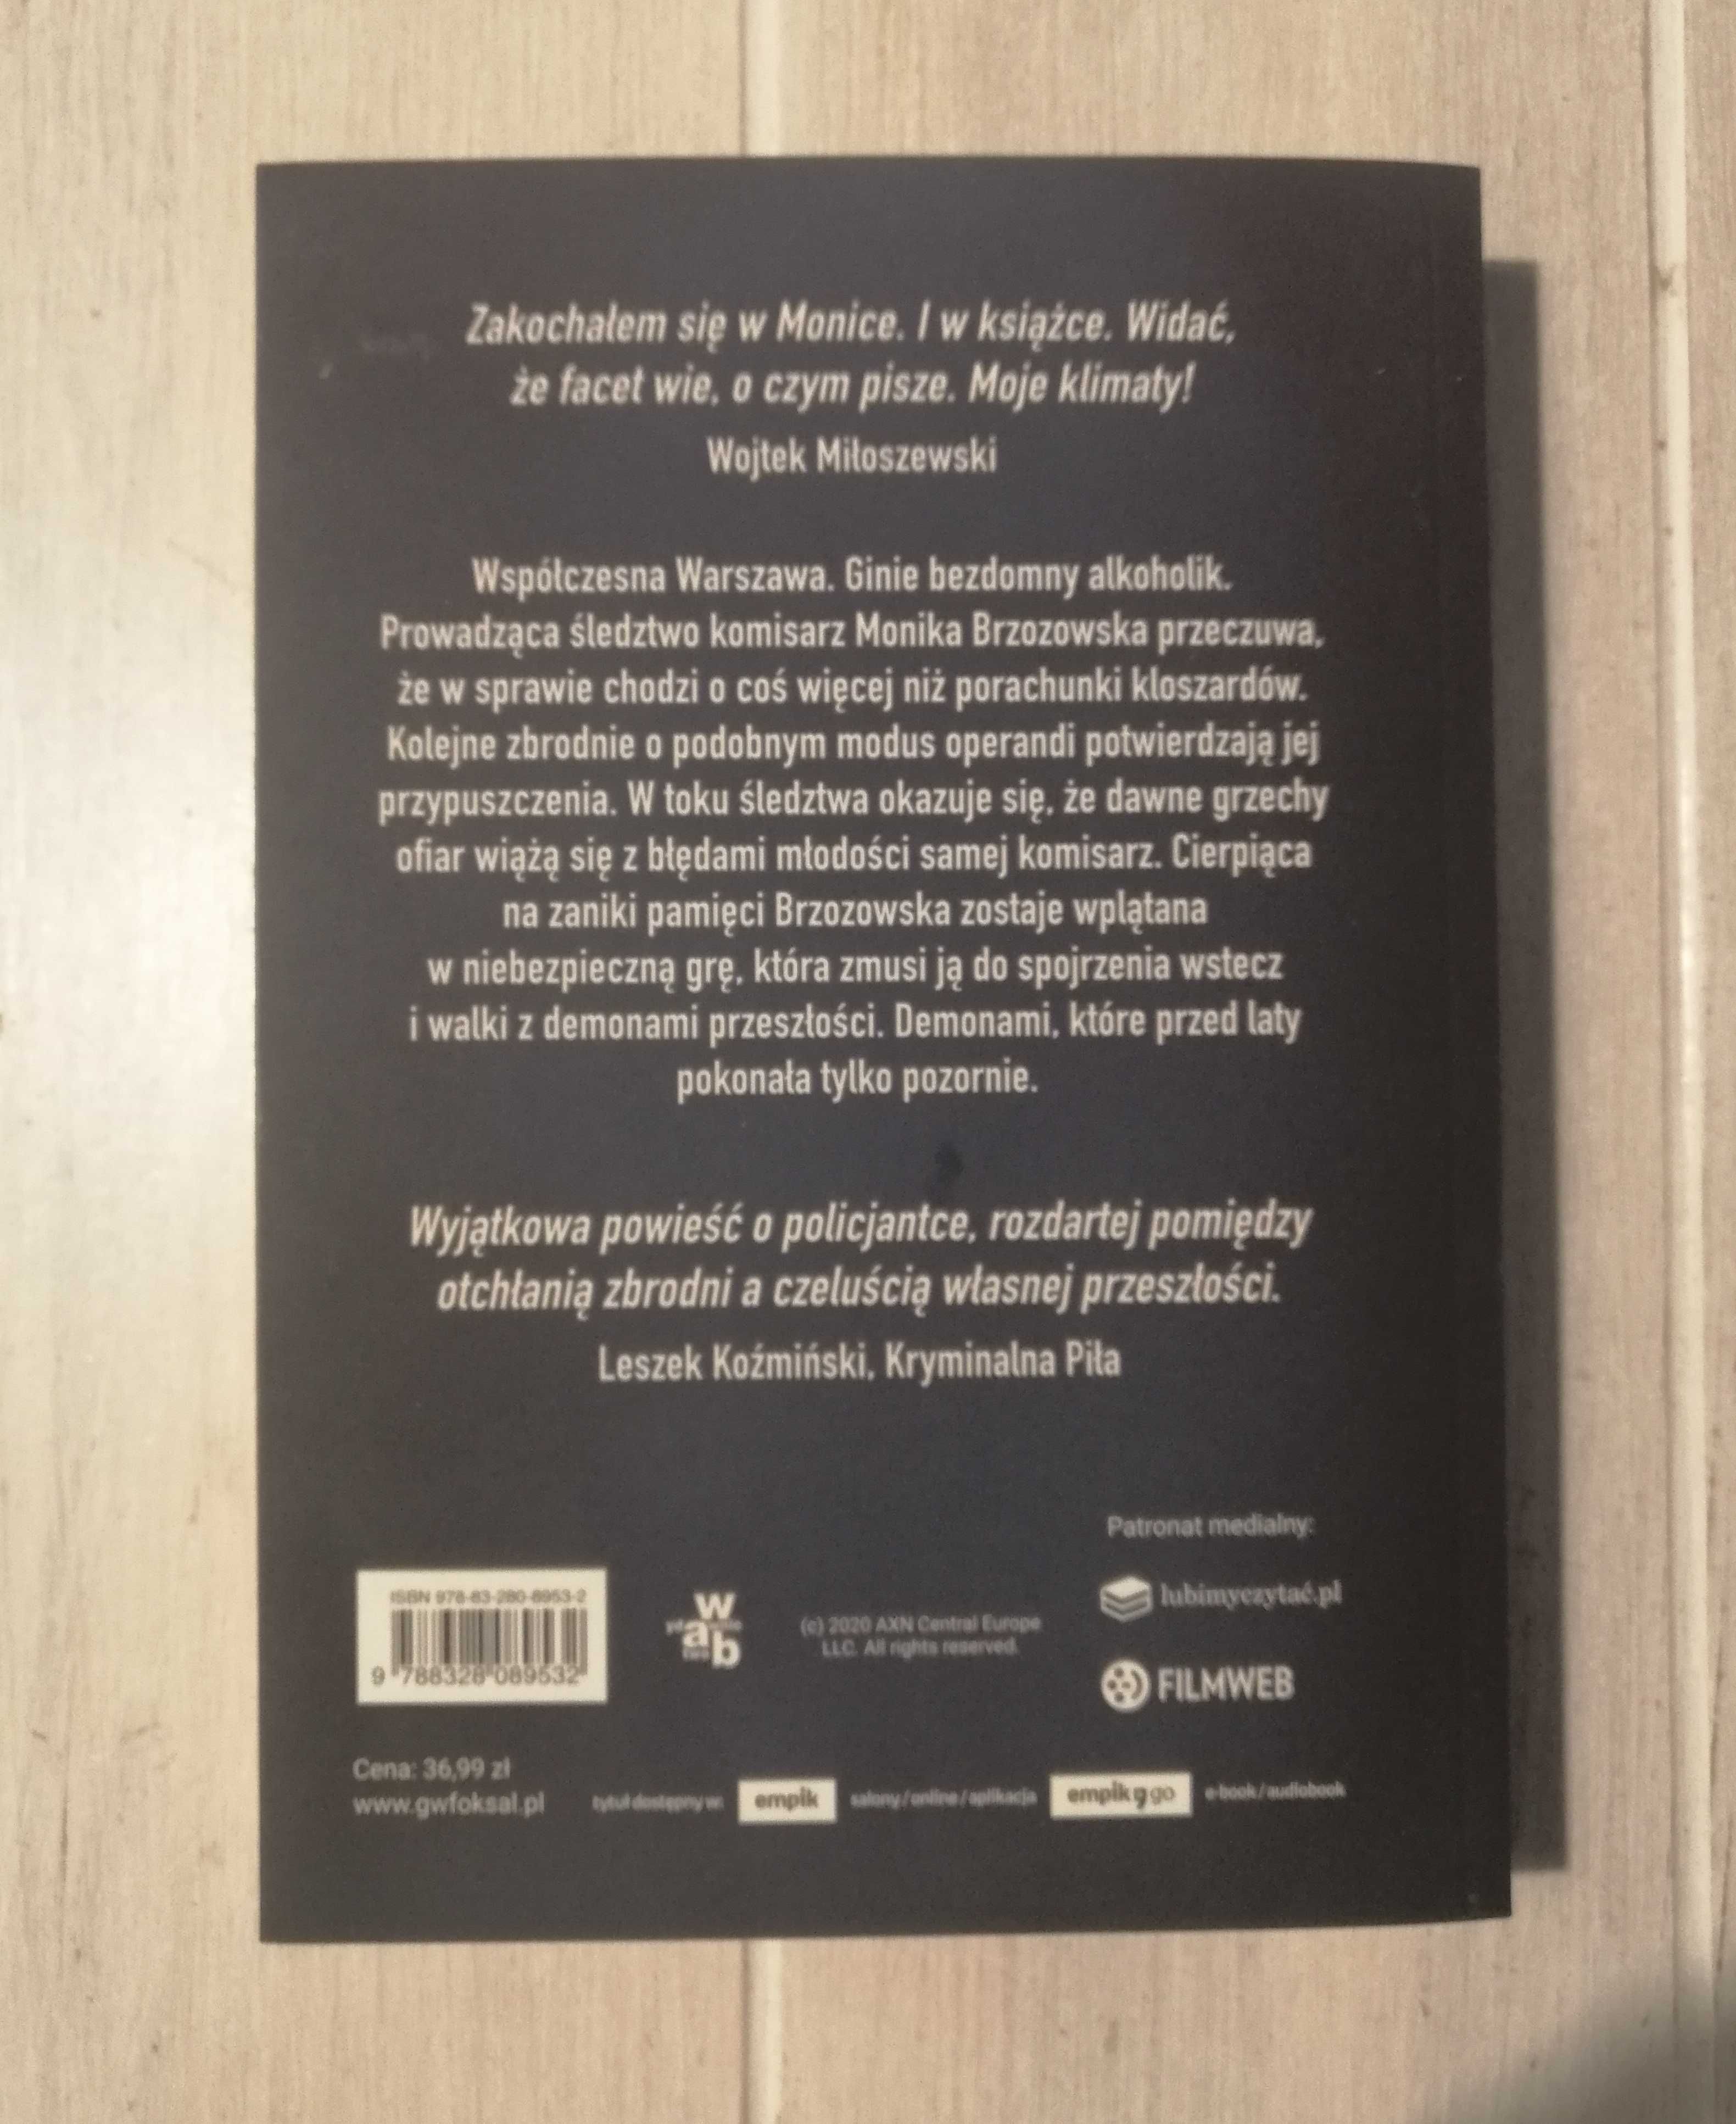 Zakochałem się w Monice. I w książce. Widać,
że facet wie, o czym pisze. Moje klimaty!
Wojtek Miłoszewski
Współczesna Warszawa. Ginie bezdomny alkoholik.
Prowadząca śledztwo komisarz Monika Brzozowska przeczuwa,
że w sprawie chodzi o coś więcej niż porachunki kloszardów.
Kolejne zbrodnie o podobnym modus operandi potwierdzają jej
przypuszczenia. W toku śledztwa okazuje się, że dawne grzechy
ofiar wiążą się z błędami młodości samej komisarz. Cierpiąca
na zaniki pamięci Brzozowska zostaje wplątana
w niebezpieczną grę, która zmusi ją do spojrzenia wstecz
i walki z demonami przeszłości. Demonami, które przed laty
pokonała tylko pozornie.
Wyjątkowa powieść o policjantce, rozdartej pomiędzy
otchłanią zbrodni a czeluścią własnej przeszłości.
Leszek Koźmiński, Kryminalna Piła
Patronat medialny:
lubimyczytać.pl
FILMWEB
ISBN 978-83-280-8953-2
9 788328 089532
w
ab
(c) 2020 AXN Central Europe
LLC. All rights reserved.
Cena: 36,99 zł
www.gwfoksal.pl
tytuł dostępny w: empik salony / online / aplikacja empik go e-book / audiobook